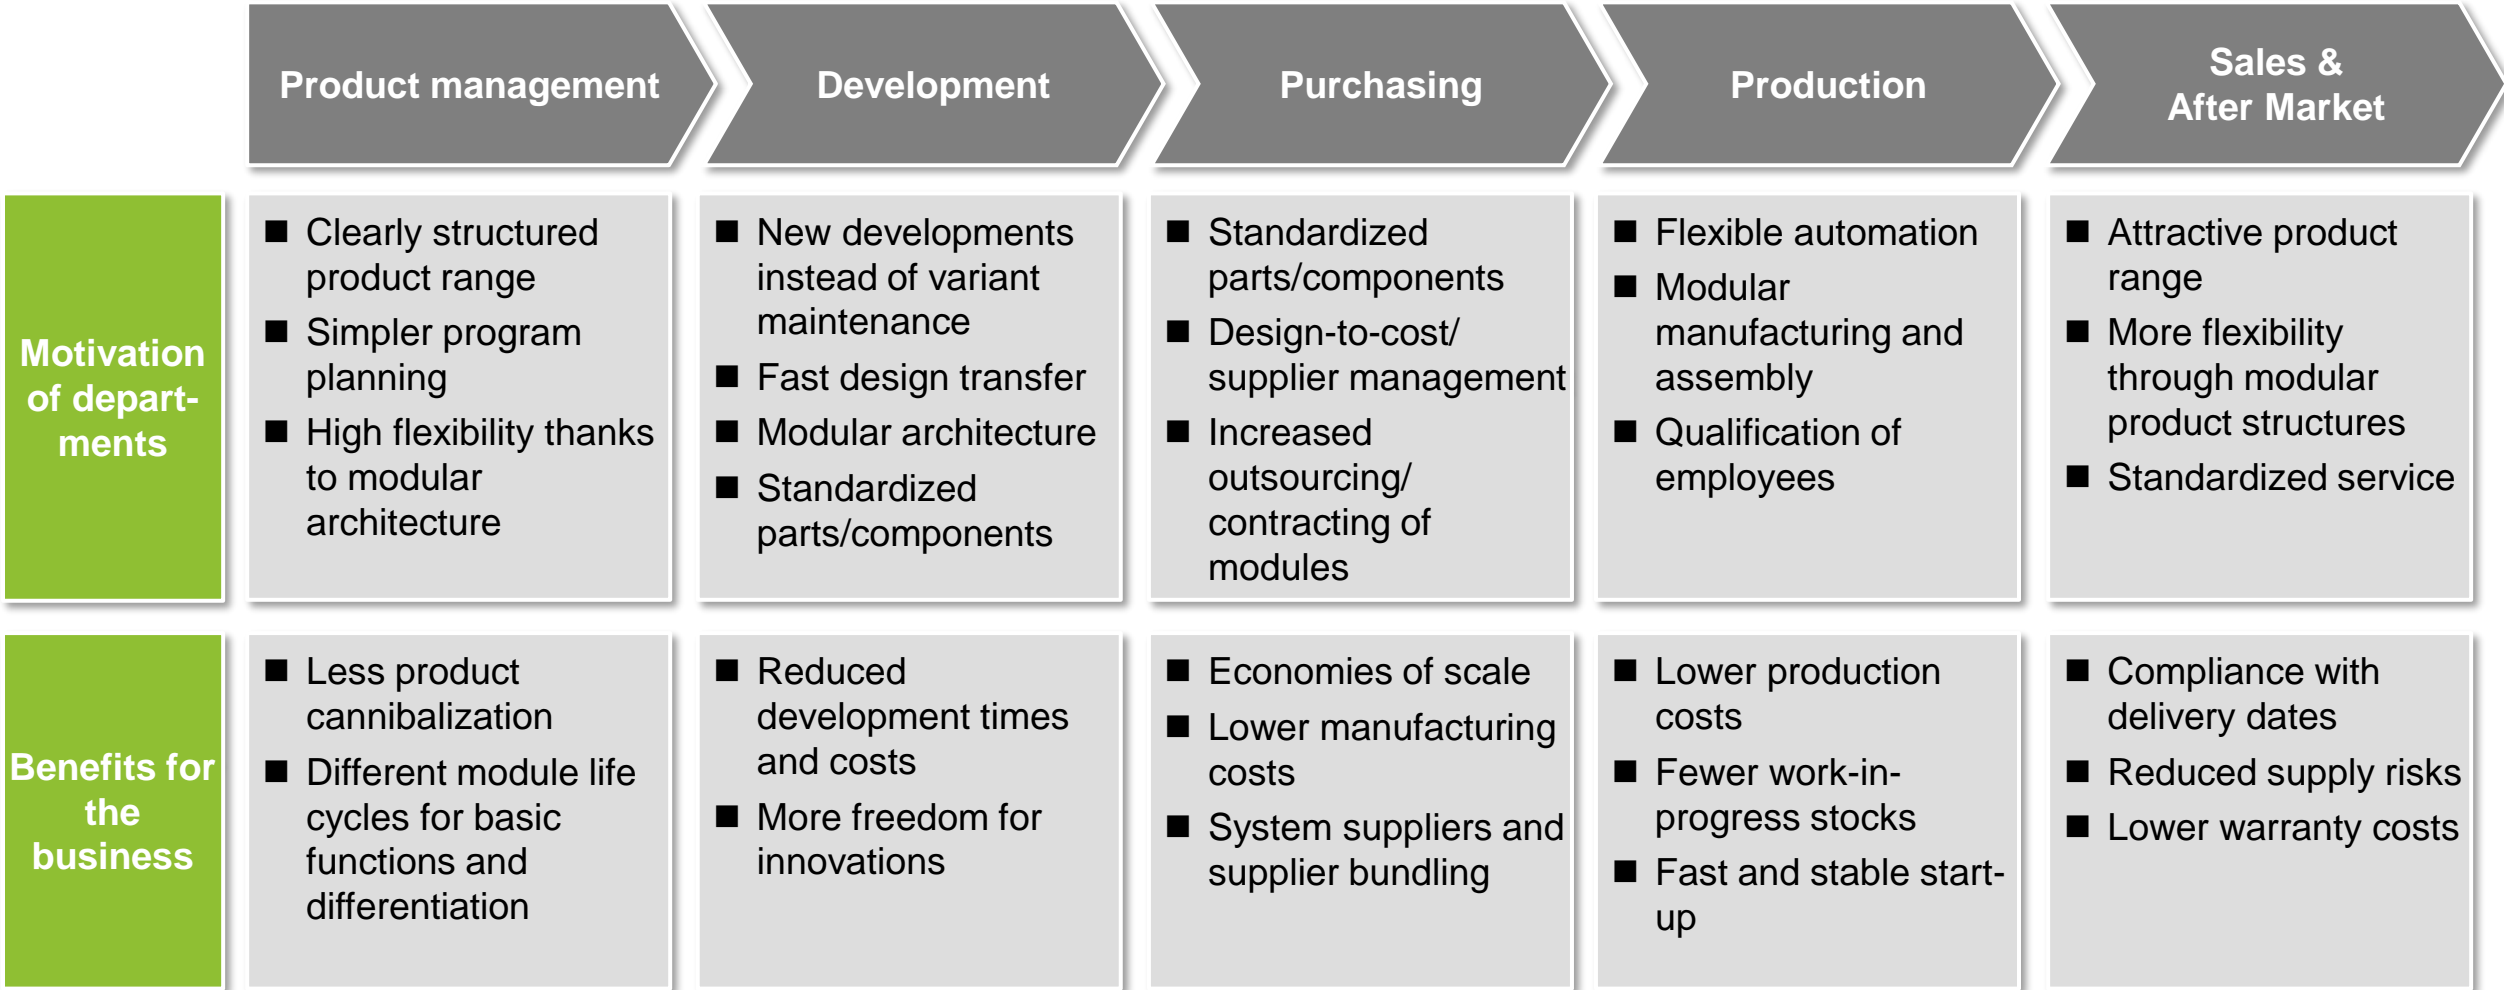 Product management
Development
Purchasing
Production
Sales &
After Market
Motivation
of depart-
ments
■ Clearly structured
product range
■ Simpler program
planning
■ High flexibility thanks
to modular
architecture
■ New developments
instead of variant
maintenance
■ Fast design transfer
■ Modular architecture
■ Standardized
parts/components
■ Standardized
parts/components
■ Design-to-cost/
supplier management
■ Increased
outsourcing/
contracting of
modules
■ Flexible automation
■ Modular
manufacturing and
assembly
■ Qualification of
employees
■ Attractive product
range
■ More flexibility
through modular
product structures
■ Standardized service
Benefits for
the
business
■ Less product
cannibalization
■ Different module life
cycles for basic
functions and
differentiation
■ Reduced
development times
and costs
■ More freedom for
innovations
■ Economies of scale
■ Lower manufacturing
costs
■ System suppliers and
supplier bundling
■ Lower production
costs
■ Fewer work-in-
progress stocks
■ Fast and stable start-
up
■ Compliance with
delivery dates
■ Reduced supply risks
■ Lower warranty costs